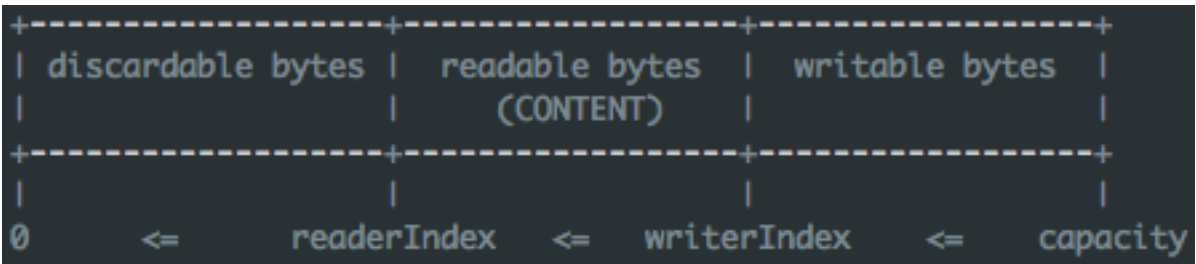 +-------------------+------------------+------------------+
| discardable bytes |  readable bytes  |  writable bytes  |
|                   |     (CONTENT)    |                  |
+-------------------+------------------+------------------+
|                   |                  |                  |
0      <=      readerIndex   <=   writerIndex    <=    capacity